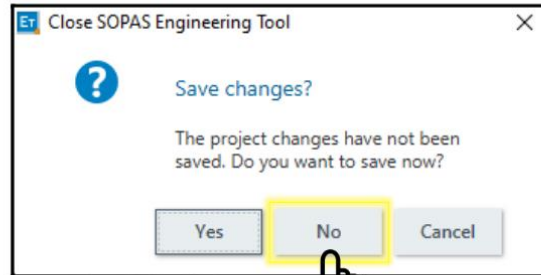 ET Close SOPAS Engineering Tool
?
Save changes?
The project changes have not been
saved. Do you want to save now?
Yes No Cancel